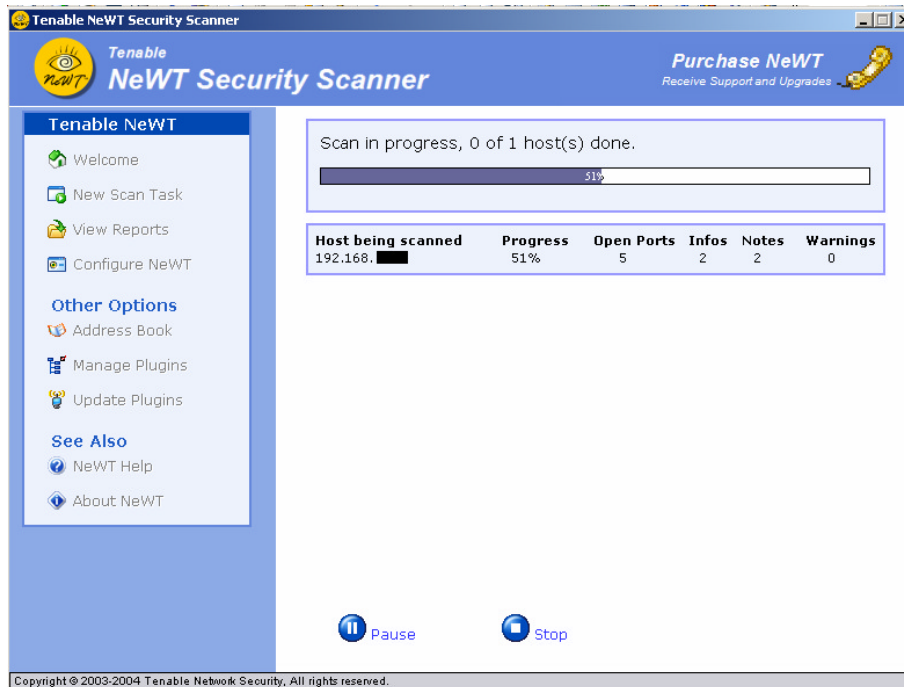 Tenable NeWT Security Scanner
NeWT
Tenable
NeWT Security Scanner
Purchase NeWT
Receive Support and Upgrades
Tenable NeWT
Welcome
New Scan Task
View Reports
Configure NeWT
Other Options
Address Book
Manage Plugins
Update Plugins
See Also
NeWT Help
About NeWT
Scan in progress, 0 of 1 host(s) done.
51%
Host being scanned Progress Open Ports Infos Notes Warnings
192.168. 51% 5 2 2 0
Pause Stop
Copyright © 2003-2004 Tenable Network Security, All rights reserved.